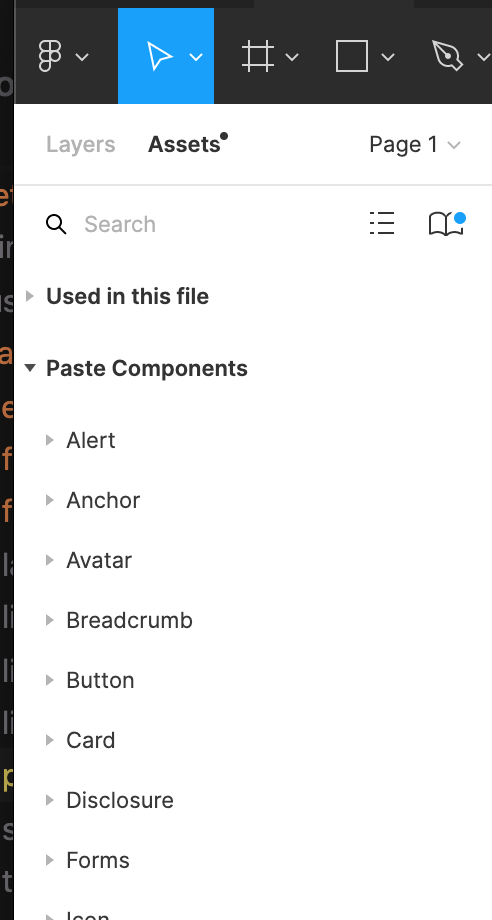 Layers Assets Page 1
Search
Used in this file
Paste Components
Alert
Anchor
Avatar
Breadcrumb
Button
Card
Disclosure
Forms
Icon